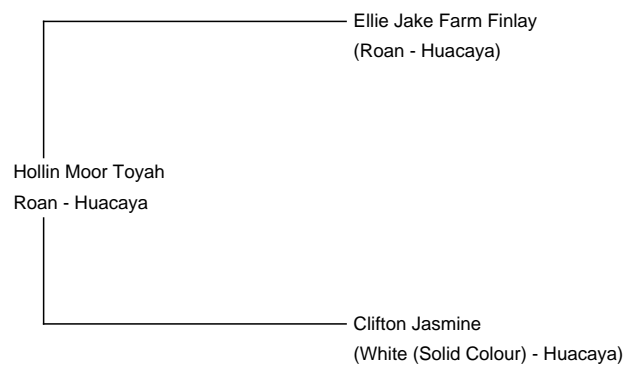 Ellie Jake Farm Finlay
(Roan - Huacaya)
Hollin Moor Toyah
Roan - Huacaya
Clifton Jasmine
(White (Solid Colour) - Huacaya)